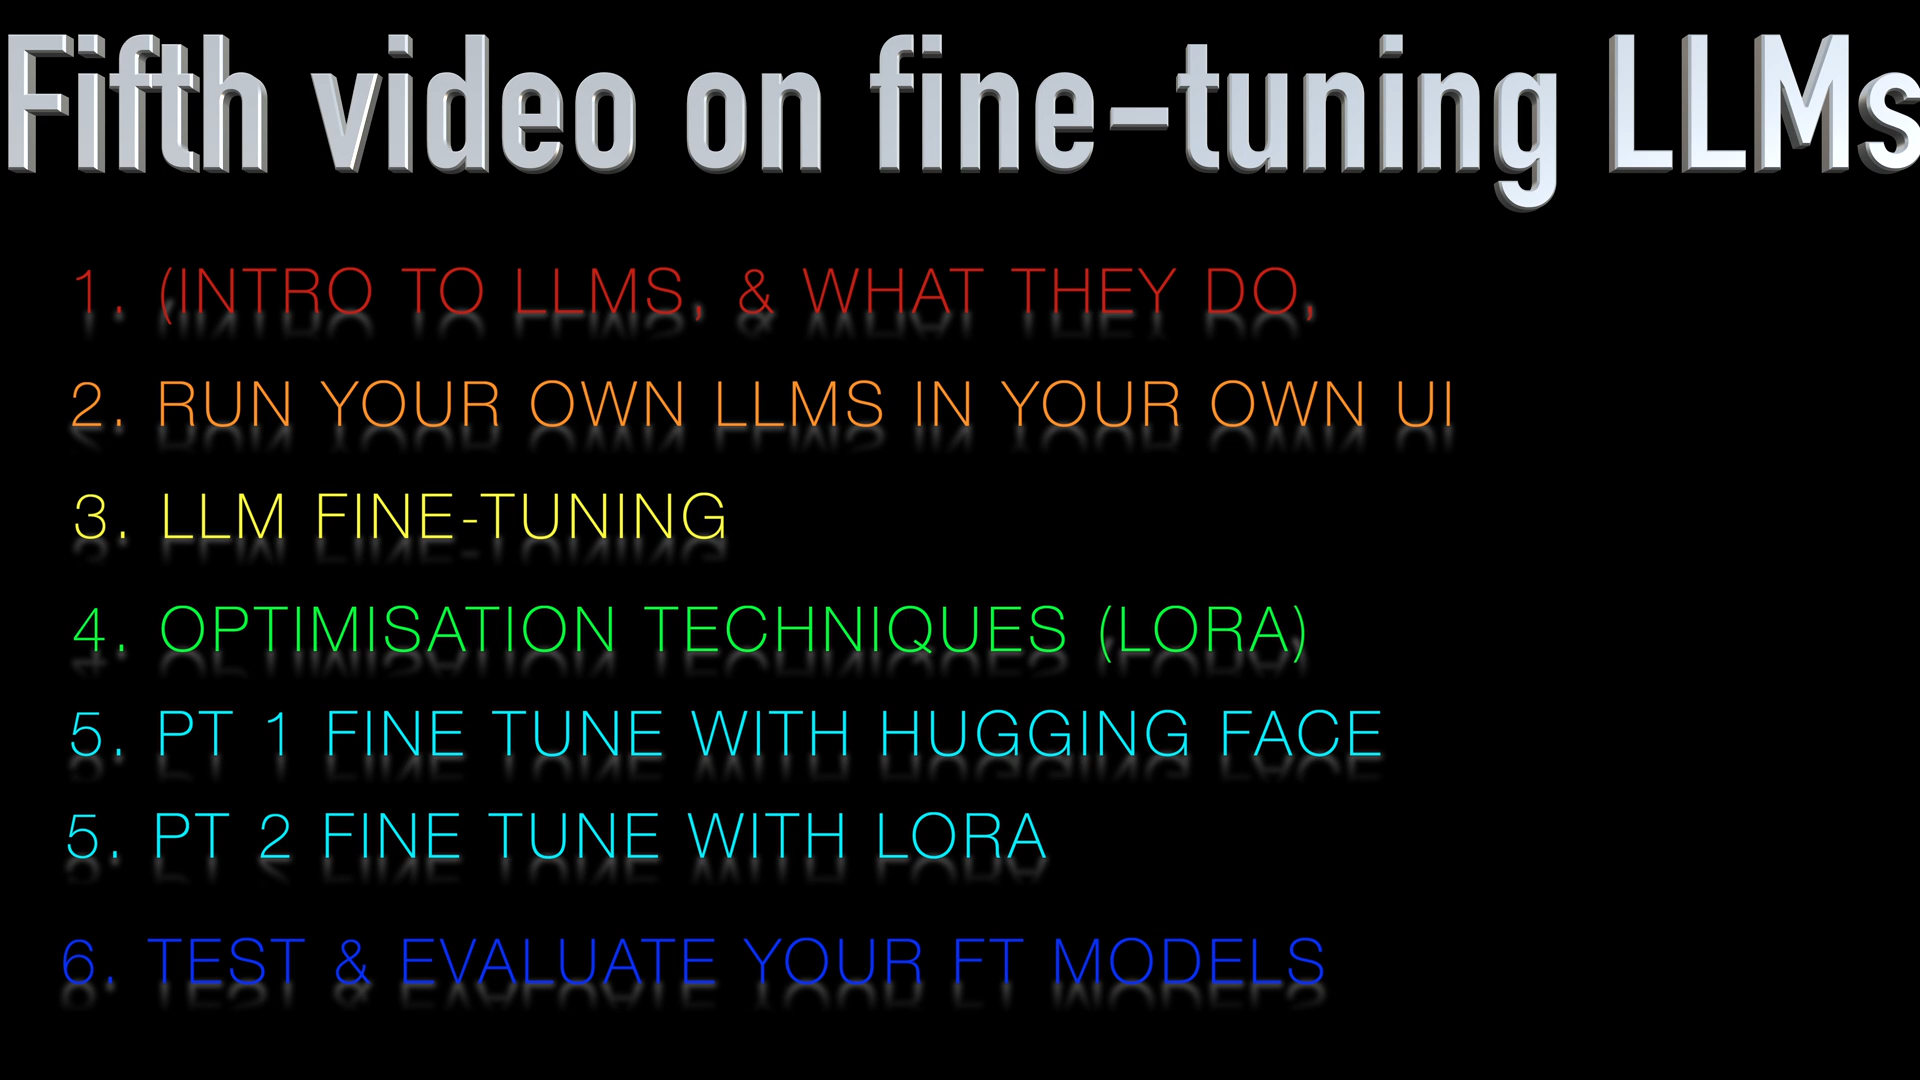 Fifth video on fine-tuning LLMs
1. (INTRO TO LLMS, & WHAT THEY DO,
2. RUN YOUR OWN LLMS IN YOUR OWN UI
3. LLM FINE-TUNING
4. OPTIMISATION TECHNIQUES (LORA)
5. PT 1 FINE TUNE WITH HUGGING FACE
5. PT 2 FINE TUNE WITH LORA
6. TEST & EVALUATE YOUR FT MODELS